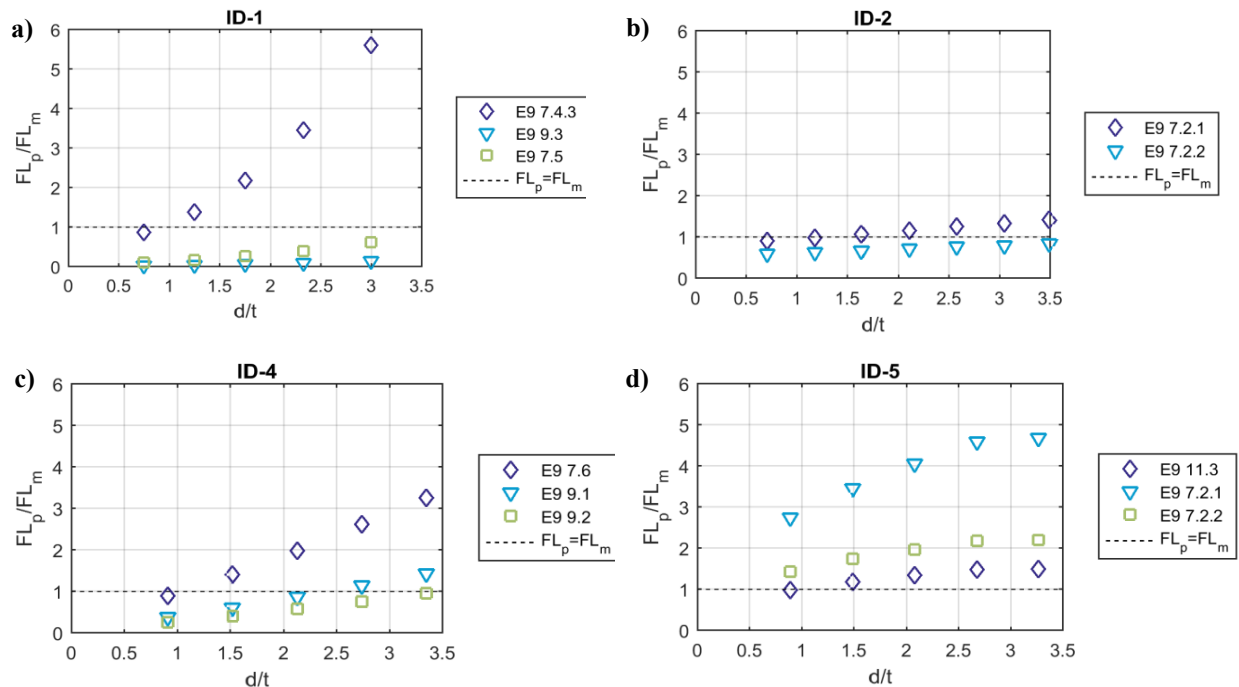 a)
ID-1
6
5
4
3
2
1
0
FLp/FLm
0 0.5 1 1.5 2 2.5 3 3.5
d/t
E9 7.4.3
E9 9.3
E9 7.5
FLp=FLm
b)
ID-2
6
5
4
3
2
1
0
FLp/FLm
0 0.5 1 1.5 2 2.5 3 3.5
d/t
E9 7.2.1
E9 7.2.2
FLp=FLm
c)
ID-4
6
5
4
3
2
1
0
FLp/FLm
0 0.5 1 1.5 2 2.5 3 3.5
d/t
E9 7.6
E9 9.1
E9 9.2
FLp=FLm
d)
ID-5
6
5
4
3
2
1
0
FLp/FLm
0 0.5 1 1.5 2 2.5 3 3.5
d/t
E9 11.3
E9 7.2.1
E9 7.2.2
FLp=FLm